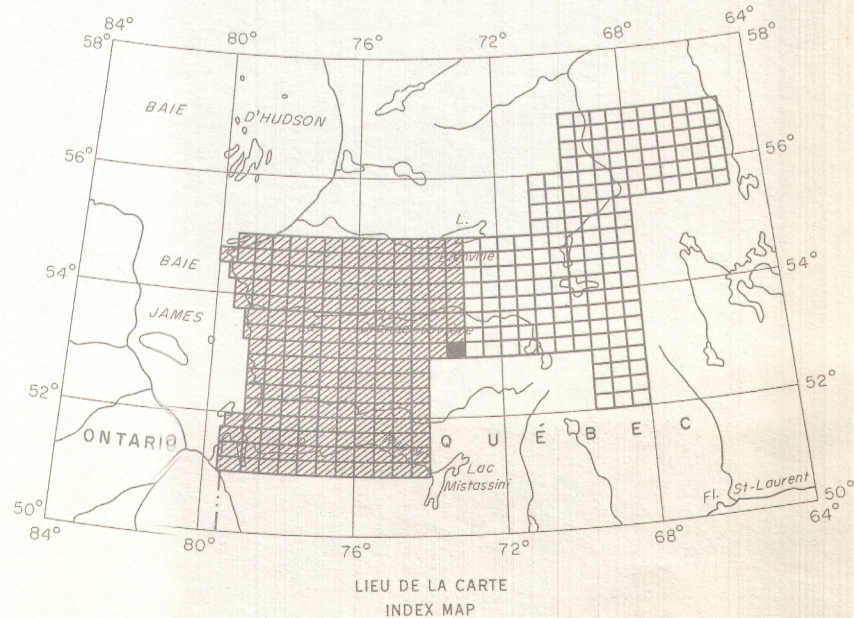 84°
80°
76°
72°
68°
64°
58°
58°
BAIE
D'HUDSON
56°
56°
L.
Bienville
BAIE
54°
54°
JAMES
52°
52°
ONTARIO
QUÉBEC
Lac
Mistassini
Fl. St-Laurent
50°
50°
84°
80°
76°
72°
68°
64°
LIEU DE LA CARTE
INDEX MAP